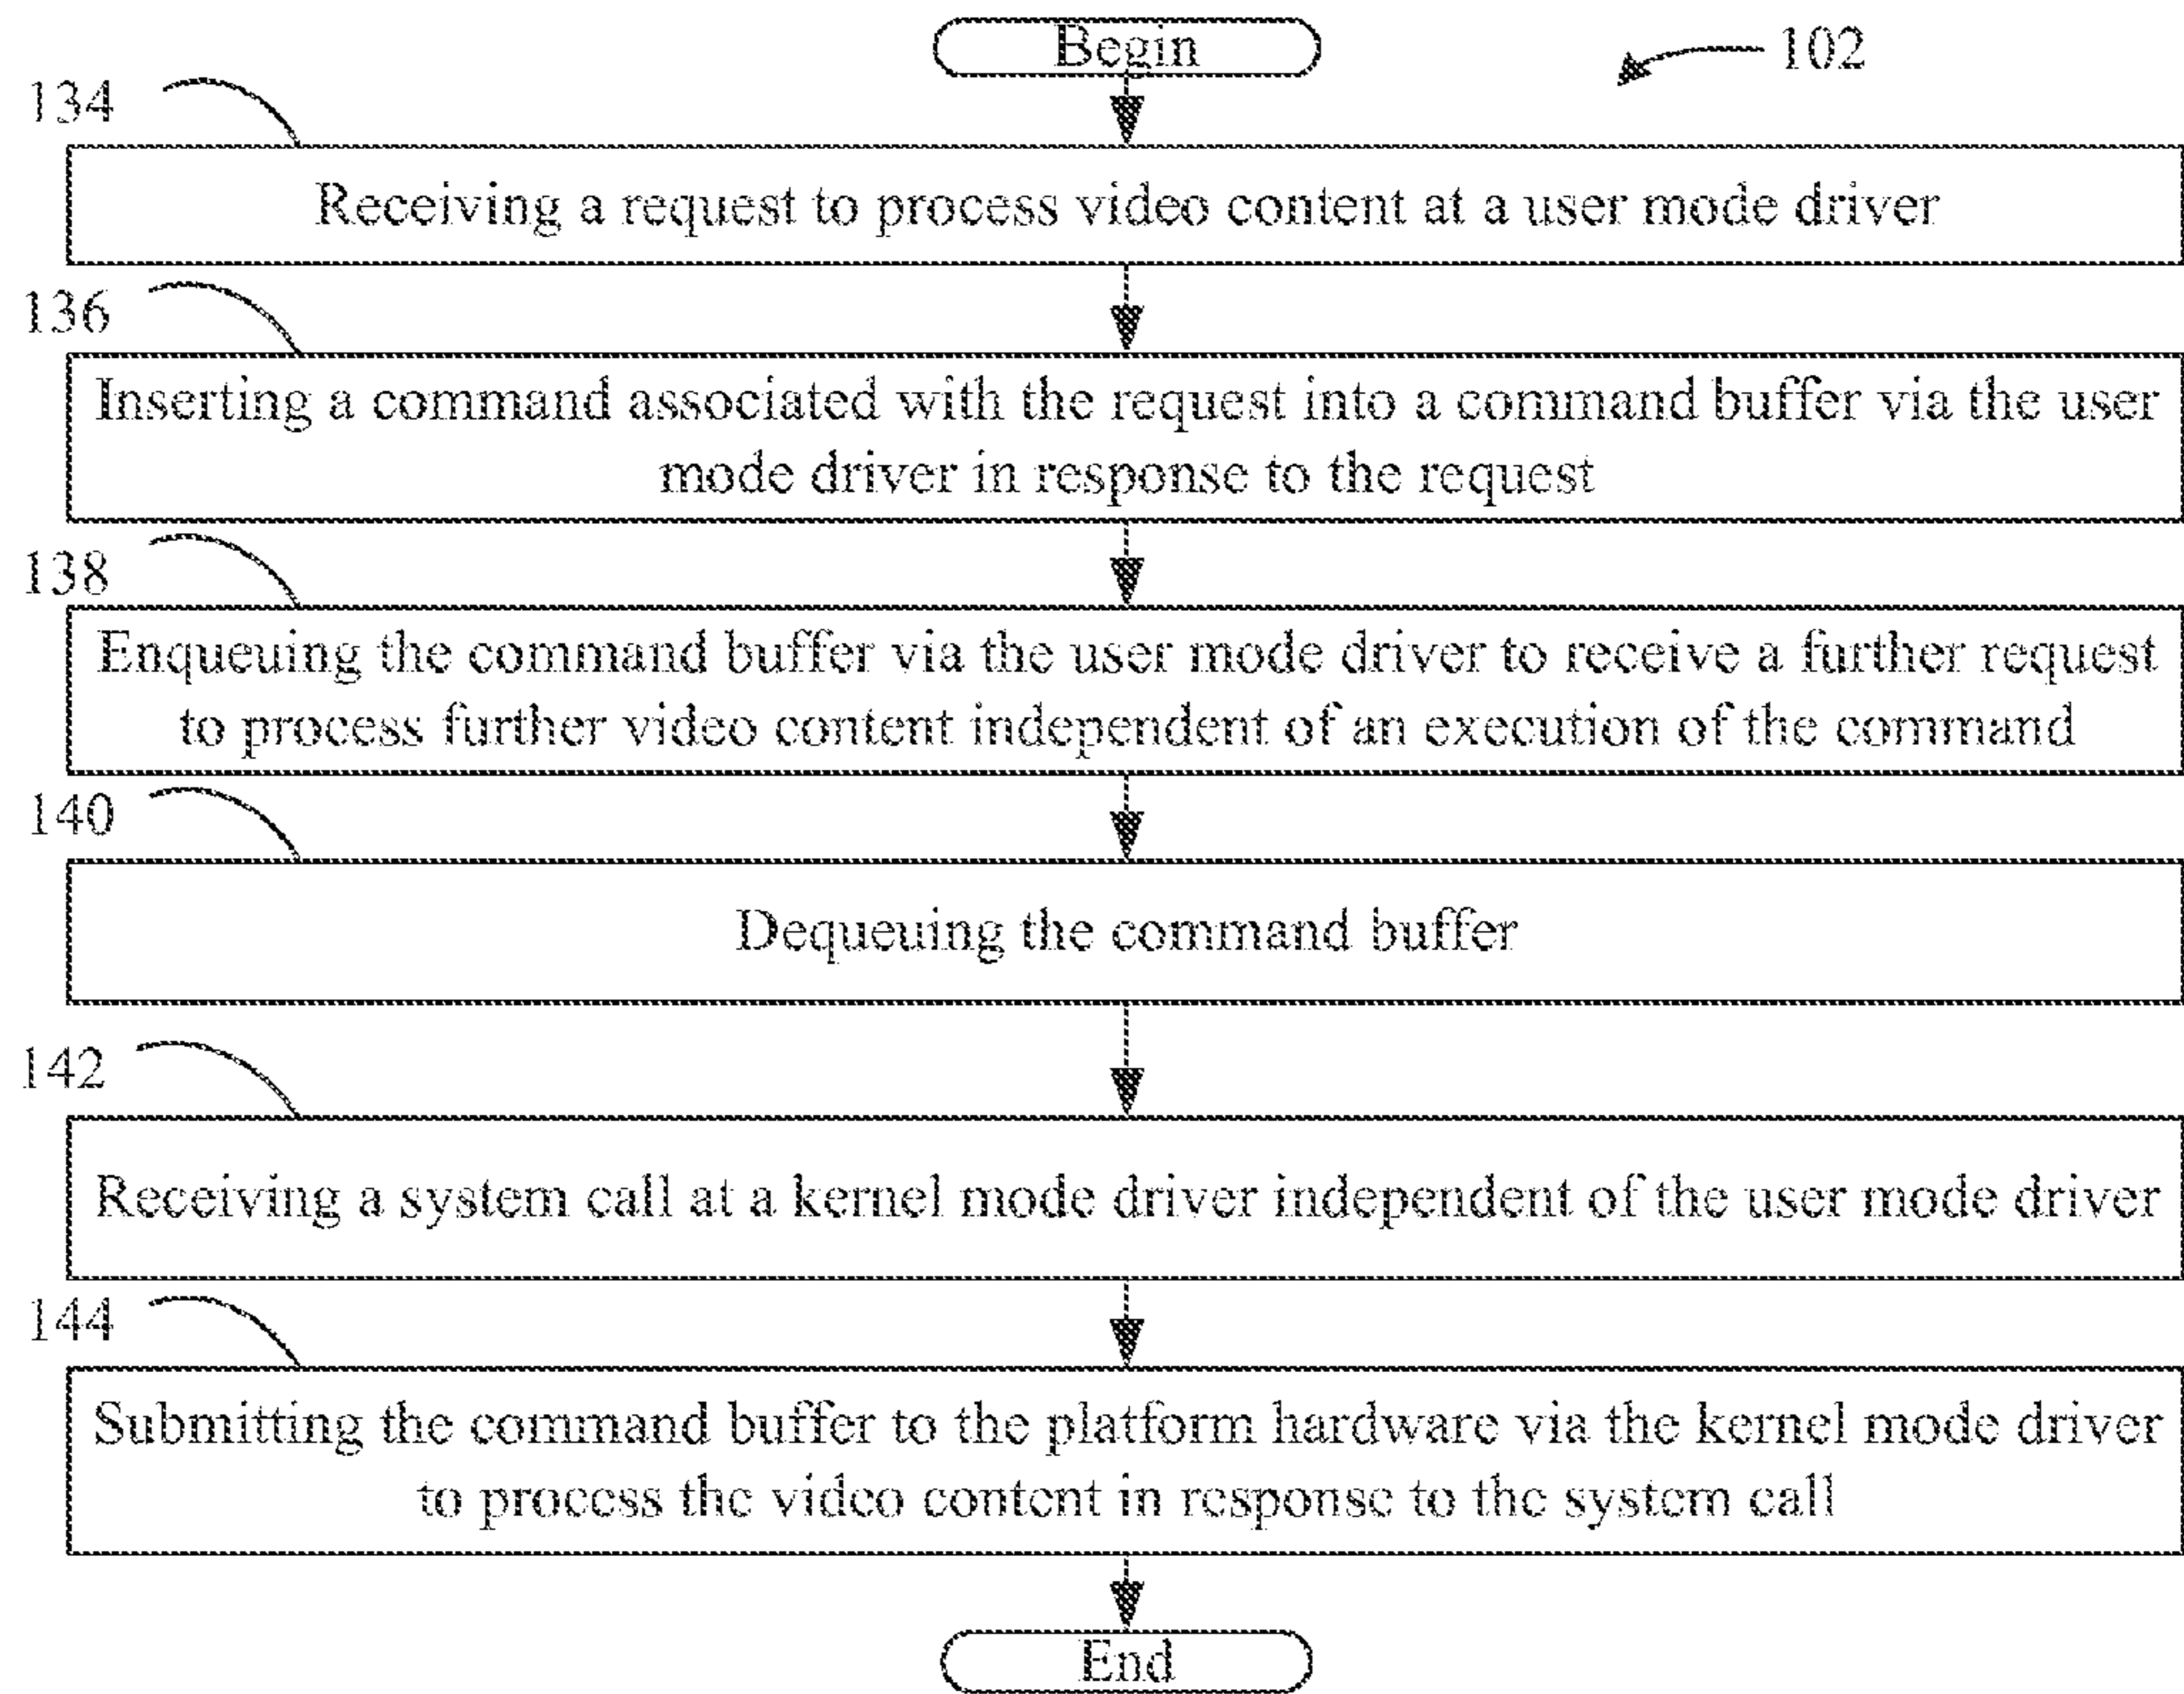 Begin
102
134
Receiving a request to process video content at a user mode driver
136
Inserting a command associated with the request into a command buffer via the user
mode driver in response to the request
138
Enqueuing the command buffer via the user mode driver to receive a further request
to process further video content independent of an execution of the command
140
Dequeuing the command buffer
142
Receiving a system call at a kernel mode driver independent of the user mode driver
144
Submitting the command buffer to the platform hardware via the kernel mode driver
to process the video content in response to the system call
End